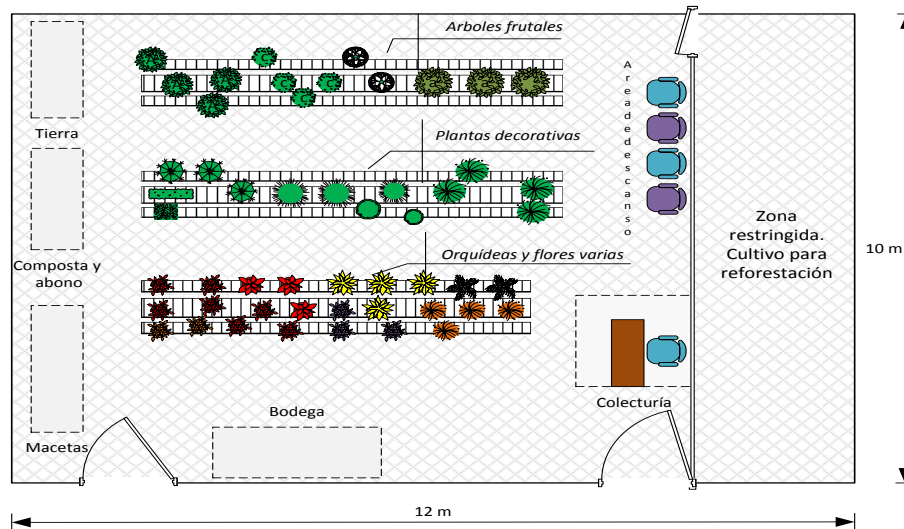 Arboles frutales
Tierra
Areadedescanso
Plantas decorativas
Composta y
abono
Zona
restringida.
Cultivo para
reforestación
10 m
Orquídeas y flores varias
Macetas
Bodega
Colecturía
12 m